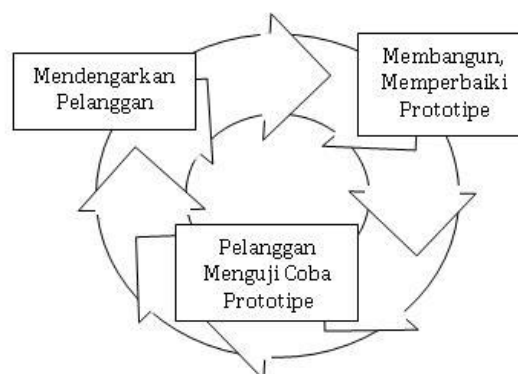 Mendengarkan
Pelanggan
Membangun,
Memperbaiki
Prototipe
Pelanggan
Menguji Coba
Prototipe